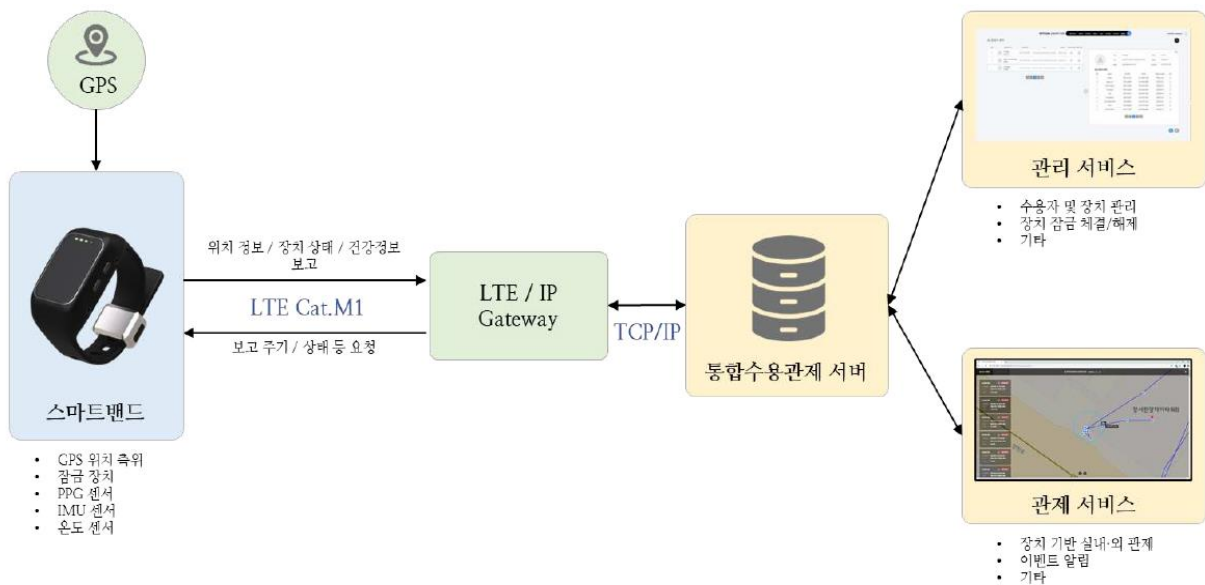 GPS
스마트밴드
• GPS 위치 측위
• 잠금 장치
• PPG 센서
• IMU 센서
• 온도 센서
위치 정보 / 장치 상태 / 건강정보
보고
LTE Cat.M1
보고 주기 / 상태 등 요청
LTE / IP
Gateway
TCP/IP
통합수용관제 서버
관리 서비스
• 수용자 및 장치 관리
• 장치 잠금 체결/해제
• 기타
관제 서비스
• 장치 기반 실내·외 관제
• 이벤트 알림
• 기타